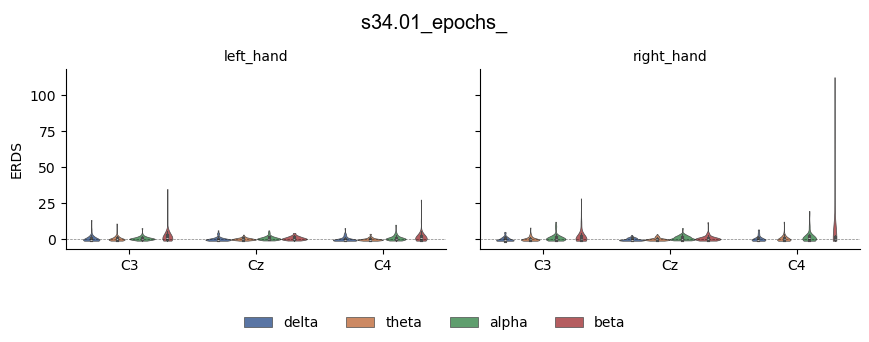 s34.01_epochs_
left_hand
right_hand
ERDS
100
75
50
25
0
C3
Cz
C4
C3
Cz
C4
delta
theta
alpha
beta